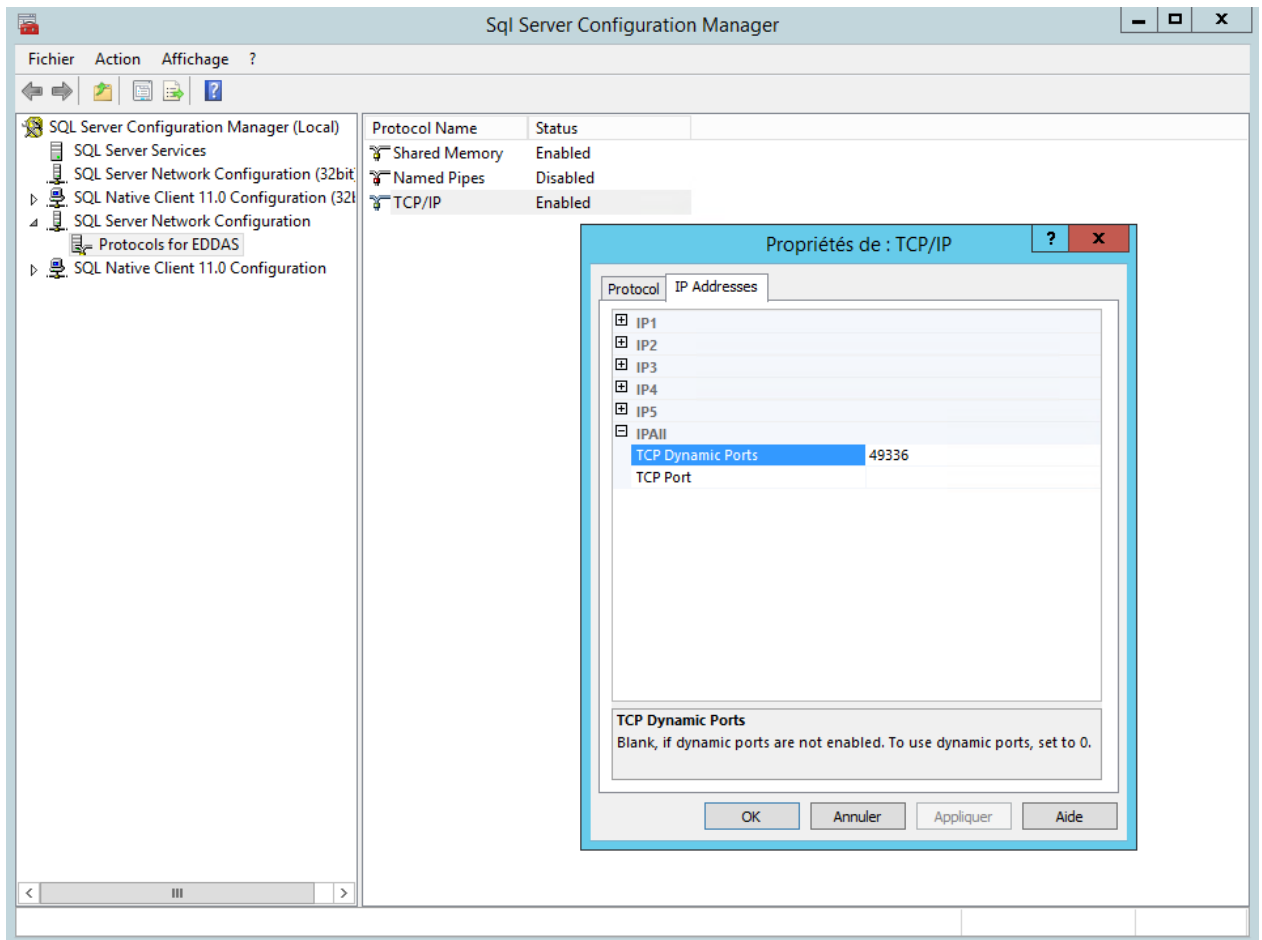 Sql Server Configuration Manager
Fichier Action Affichage ?
SQL Server Configuration Manager (Local)
SQL Server Services
SQL Server Network Configuration (32bit
SQL Native Client 11.0 Configuration (32b
SQL Server Network Configuration
Protocols for EDDAS
SQL Native Client 11.0 Configuration
Protocol Name Status
Shared Memory Enabled
Named Pipes Disabled
TCP/IP Enabled
Propriétés de : TCP/IP
Protocol IP Addresses
IP1
IP2
IP3
IP4
IP5
IPAll
TCP Dynamic Ports 49336
TCP Port
TCP Dynamic Ports
Blank, if dynamic ports are not enabled. To use dynamic ports, set to 0.
OK Annuler Appliquer Aide